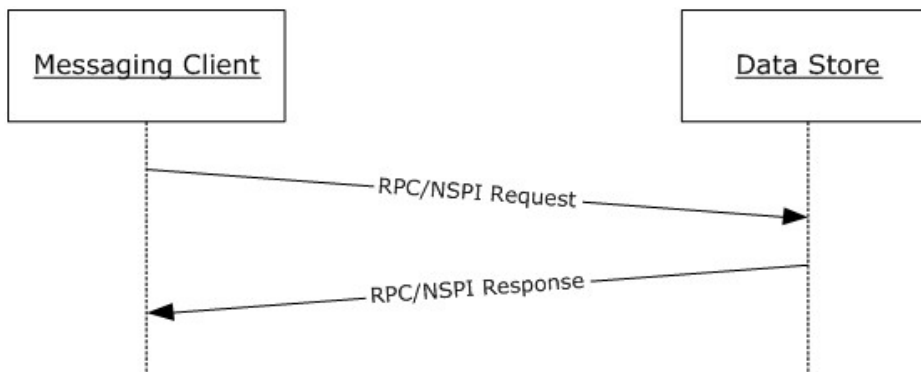 Messaging Client
Data Store
RPC/NSPI Request
RPC/NSPI Response